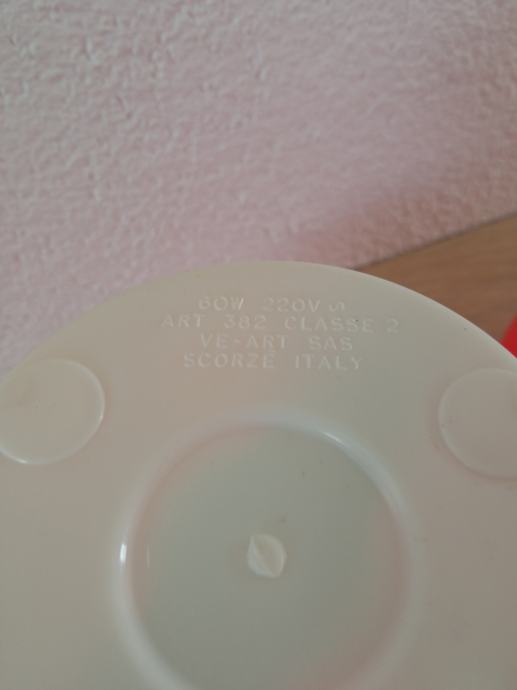 60W 220V ∿
ART 382 CLASSE 2
VE-ART SAS
SCORZE ITALY